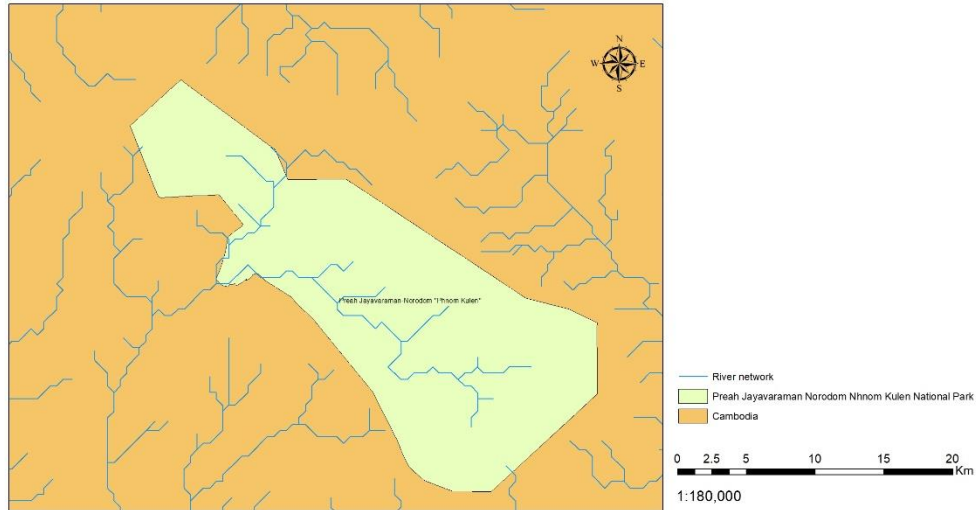 N
W E
S
Preah Jayavaraman-Norodom "Phnom Kulen"
River network
Preah Jayavaraman Norodom Nhnom Kulen National Park
Cambodia
0 2.5 5 10 15 20
Km
1:180,000